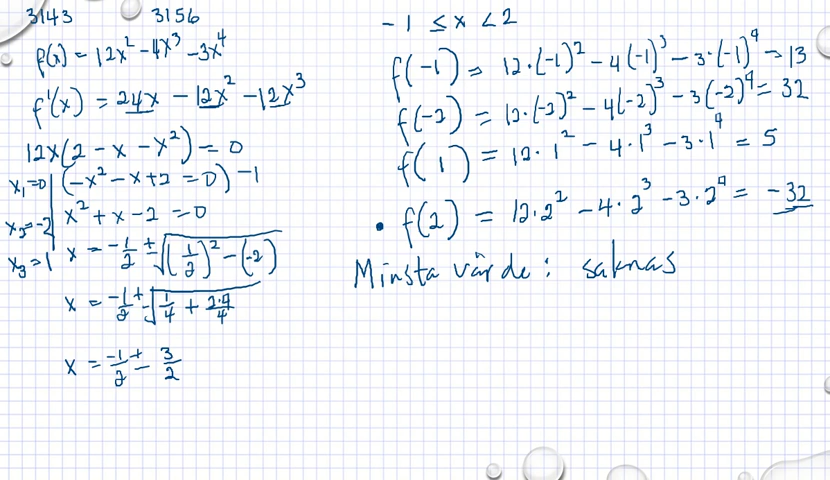 3143 3156
f(x) = 12x² - 4x³ - 3x⁴
f'(x) = 24x - 12x² - 12x³
12x(2 - x - x²) = 0
x₁=0 (-x² - x + 2 = 0) -1
x₂=-2 x² + x - 2 = 0
x₃=1 x = -1/2 ± √((1/2)² - (-2))
x = -1/2 ± √(1/4 + 2·4/4)
x = -1/2 ± 3/2
-1 ≤ x < 2
f(-1) = 12·(-1)² - 4(-1)³ - 3·(-1)⁴ = 13
f(-2) = 12·(-2)² - 4(-2)³ - 3(-2)⁴ = 32
f(1) = 12·1² - 4·1³ - 3·1⁴ = 5
• f(2) = 12·2² - 4·2³ - 3·2⁴ = -32
Minsta värde: saknas